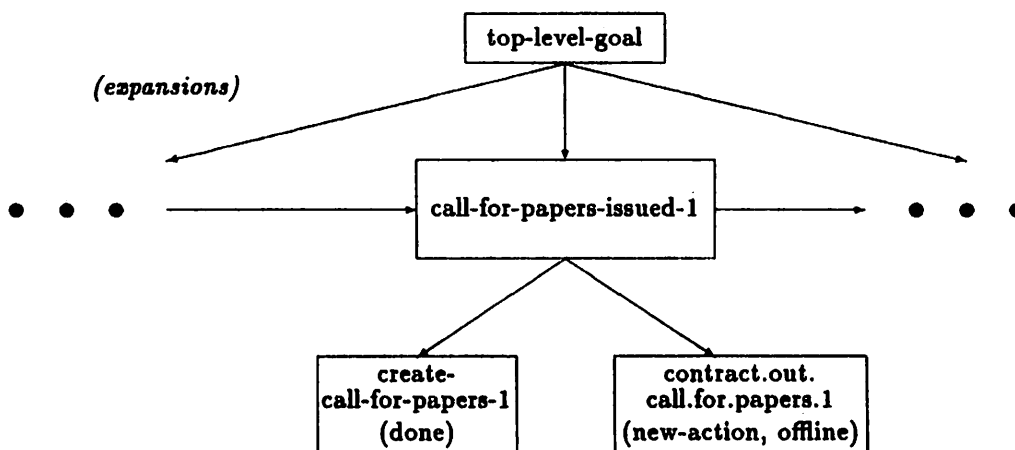 top-level-goal
(expansions)
call-for-papers-issued-1
create-
call-for-papers-1
(done)
contract.out.
call.for.papers.1
(new-action, offline)